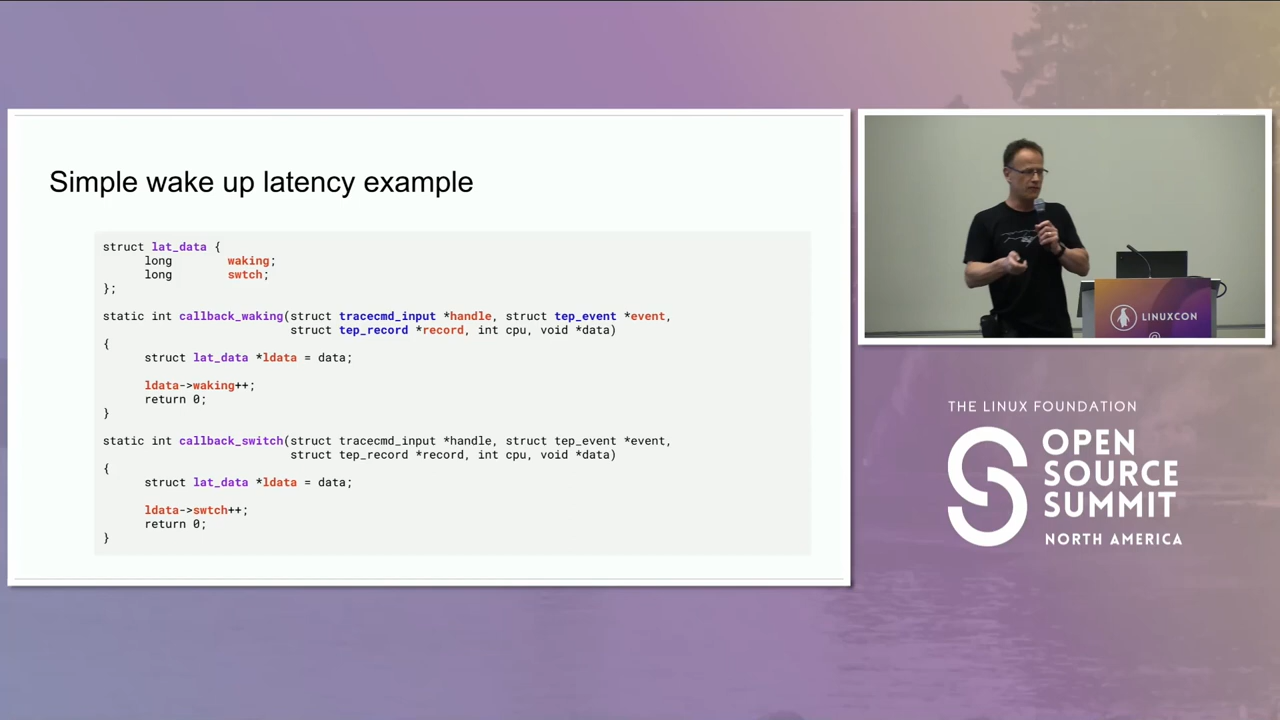 Simple wake up latency example
struct lat_data {
long waking;
long swtch;
};
static int callback_waking(struct tracecmd_input *handle, struct tep_event *event,
struct tep_record *record, int cpu, void *data)
{
struct lat_data *ldata = data;
ldata->waking++;
return 0;
}
static int callback_switch(struct tracecmd_input *handle, struct tep_event *event,
struct tep_record *record, int cpu, void *data)
{
struct lat_data *ldata = data;
ldata->swtch++;
return 0;
}
LINUXCON
THE LINUX FOUNDATION
OPEN
SOURCE
SUMMIT
NORTH AMERICA